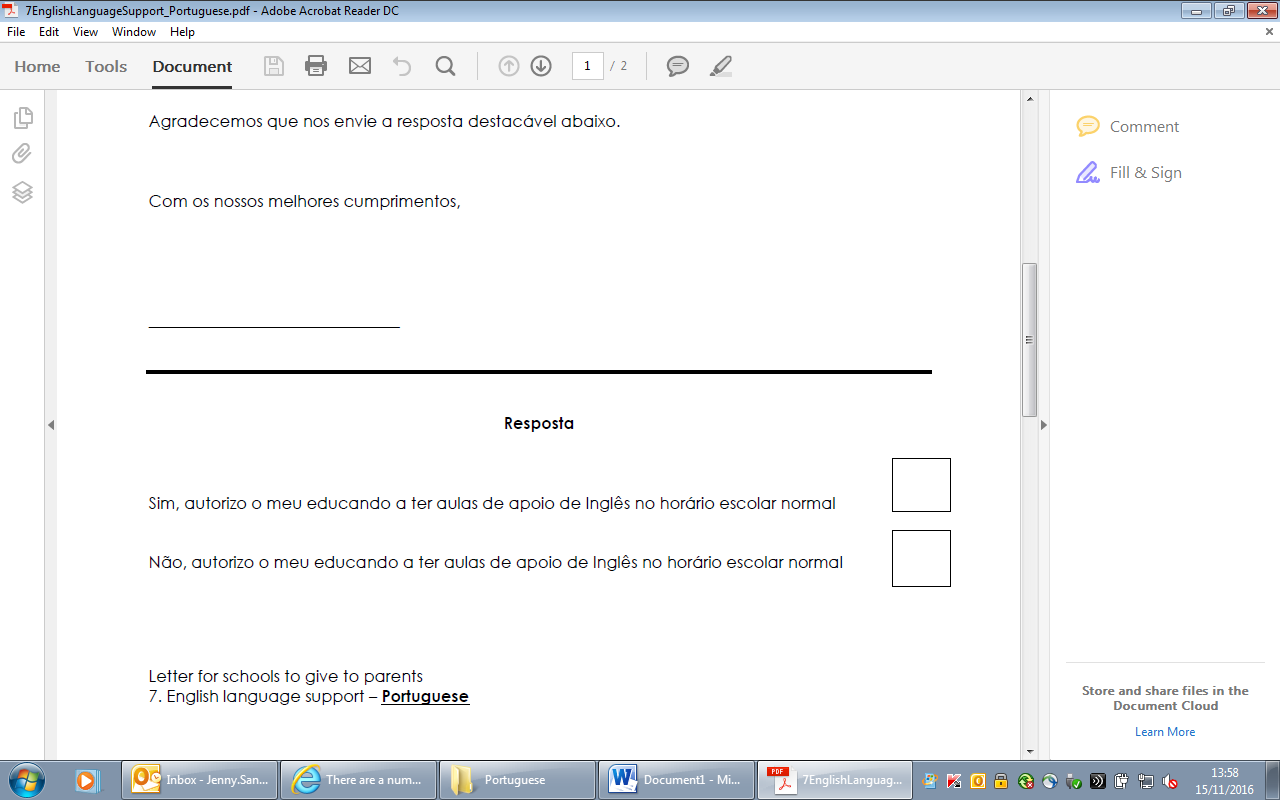 7EnglishLanguageSupport_Portuguese.pdf - Adobe Acrobat Reader DC
File Edit View Window Help
Home Tools Document 1 / 2
Agradecemos que nos envie a resposta destacável abaixo.
Com os nossos melhores cumprimentos,
Resposta
Sim, autorizo o meu educando a ter aulas de apoio de Inglês no horário escolar normal
Não, autorizo o meu educando a ter aulas de apoio de Inglês no horário escolar normal
Letter for schools to give to parents
7. English language support – Portuguese
Comment
Fill & Sign
Store and share files in the
Document Cloud
Learn More
Inbox - Jenny.San... There are a num... Portuguese Document1 - Mi... PDF 7EnglishLanguag... 13:58
15/11/2016